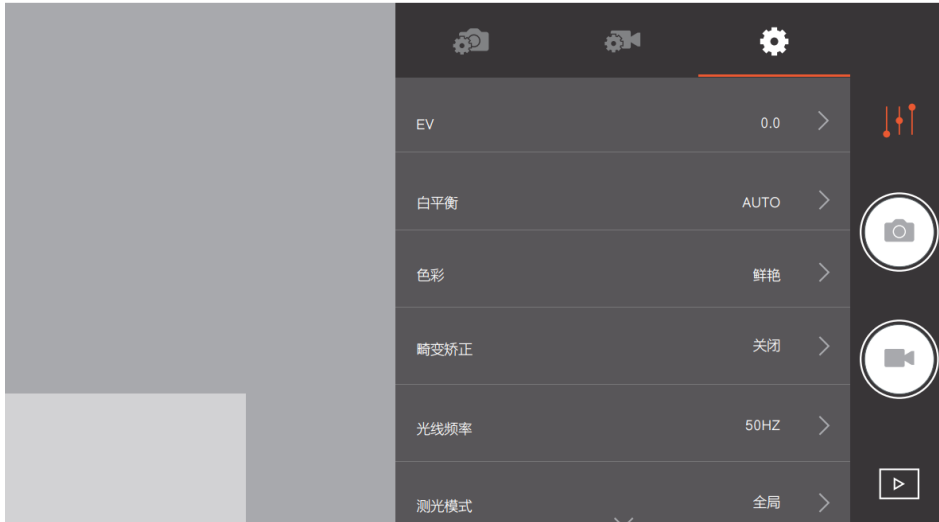 EV 0.0
白平衡 AUTO
色彩 鲜艳
畸变矫正 关闭
光线频率 50HZ
测光模式 全局